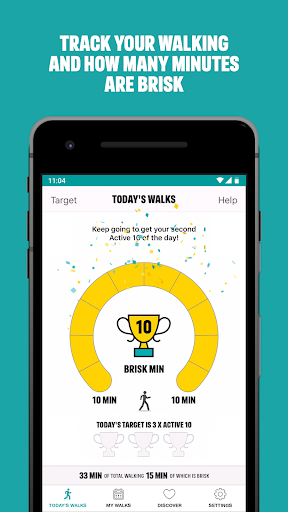 TRACK YOUR WALKING
AND HOW MANY MINUTES
ARE BRISK
11:04
Target
TODAY'S WALKS
Help
Keep going to get your second
Active 10 of the day!
10
BRISK MIN
10 MIN
10 MIN
TODAY'S TARGET IS 3 X ACTIVE 10
33 MIN OF TOTAL WALKING 15 MIN OF WHICH IS BRISK
TODAY'S WALKS
MY WALKS
DISCOVER
SETTINGS